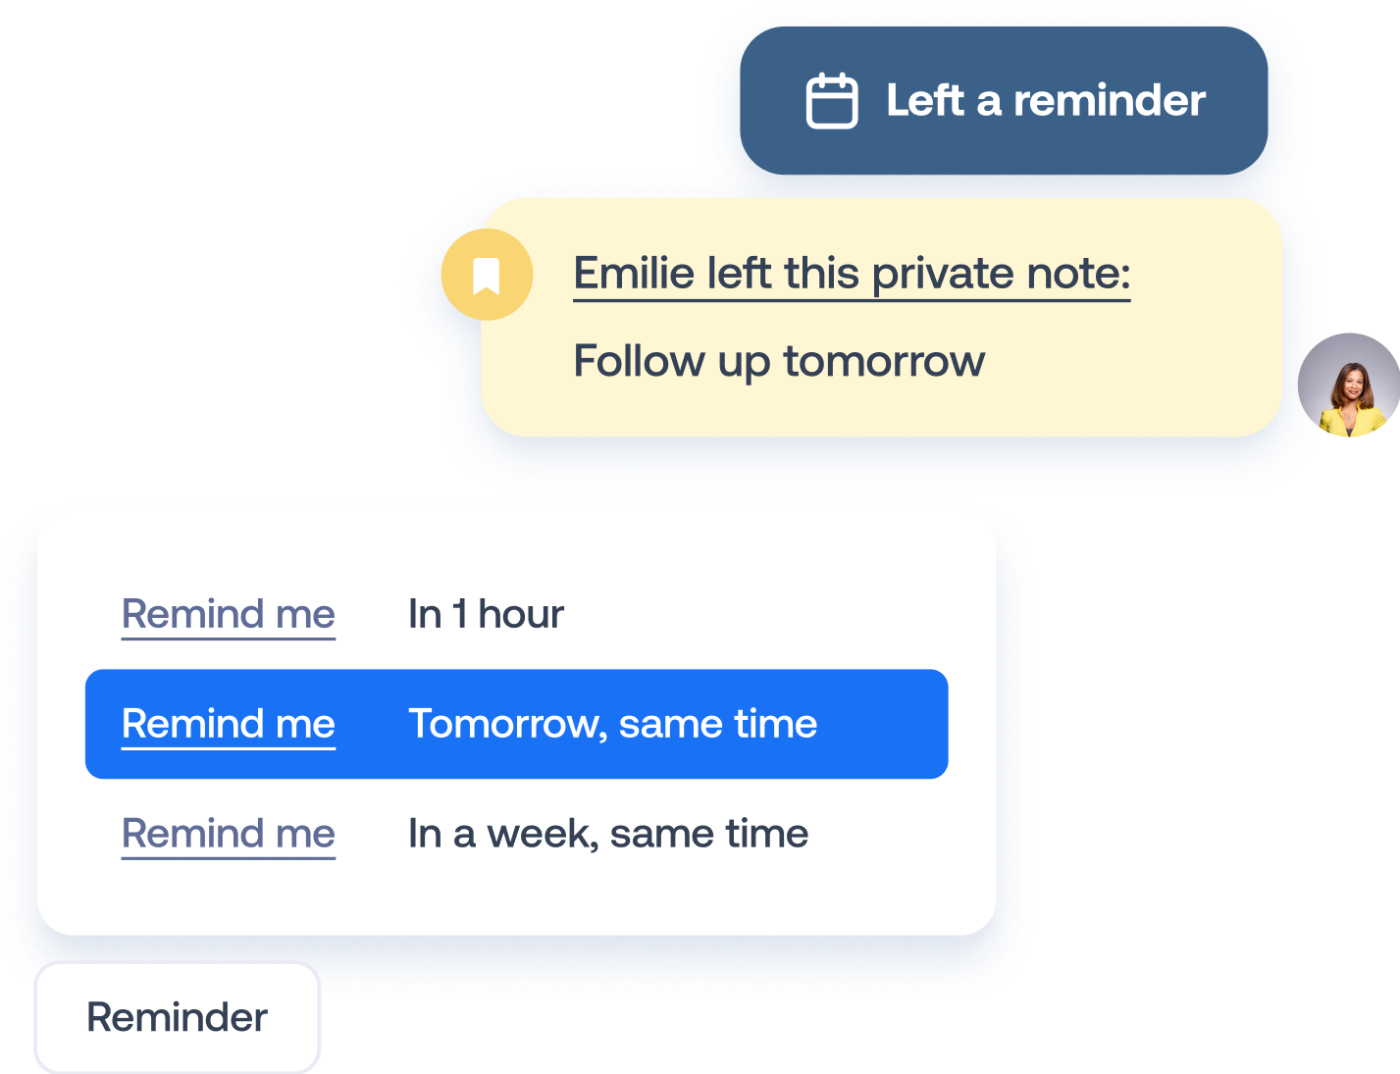 Left a reminder
Emilie left this private note:
Follow up tomorrow
Remind me In 1 hour
Remind me Tomorrow, same time
Remind me In a week, same time
Reminder